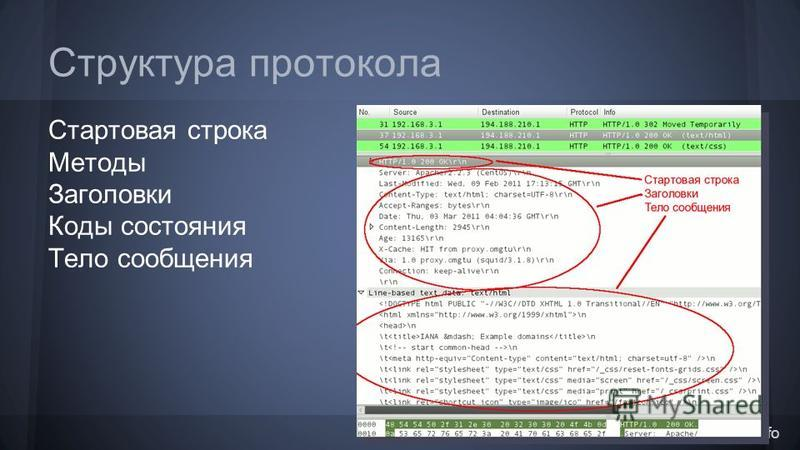 Структура протокола
Стартовая строка
Методы
Заголовки
Коды состояния
Тело сообщения
No. Source Destination Protocol Info
31 192.168.3.1 194.188.210.1 HTTP HTTP/1.0 302 Moved Temporarily
37 192.168.3.1 194.188.210.1 HTTP HTTP/1.0 200 OK (text/html)
54 192.168.3.1 194.188.210.1 HTTP HTTP/1.0 200 OK (text/css)
HTTP/1.0 200 OK\r\n
Server: Apache/2.2.3 (CentOS)\r\n
Last-Modified: Wed, 09 Feb 2011 17:13:15 GMT\r\n
Content-Type: text/html; charset=UTF-8\r\n
Accept-Ranges: bytes\r\n
Date: Thu, 03 Mar 2011 04:04:36 GMT\r\n
Content-Length: 2945\r\n
Age: 13165\r\n
X-Cache: HIT from proxy.omgtu\r\n
Via: 1.0 proxy.omgtu (squid/3.1.8)\r\n
Connection: keep-alive\r\n
\r\n
Стартовая строка
Заголовки
Тело сообщения
Line-based text data: text/html
<!DOCTYPE html PUBLIC "-//W3C//DTD XHTML 1.0 Transitional//EN" "http://www.w3.org/T
<html xmlns="http://www.w3.org/1999/xhtml">\n
<head>\n
\t<title>IANA &mdash; Example domains</title>\n
\t<!-- start common-head -->\n
\t<meta http-equiv="Content-type" content="text/html; charset=utf-8" />\n
\t<link rel="stylesheet" type="text/css" href="/_css/reset-fonts-grids.css" />\n
\t<link rel="stylesheet" type="text/css" media="screen" href="/_css/screen.css" />\n
\t<link rel="stylesheet" type="text/css" media="print" href="/_css/print.css" />\n
\t<link rel="shortcut icon" type="image/ico" href="/
0000 48 54 54 50 2f 31 2e 30 20 32 30 30 20 4f 4b 0d HTTP/1.0 200 OK.
0010 0a 53 65 72 76 65 72 3a 20 41 70 61 63 68 65 2f .Server: Apache/
MyShared
fo